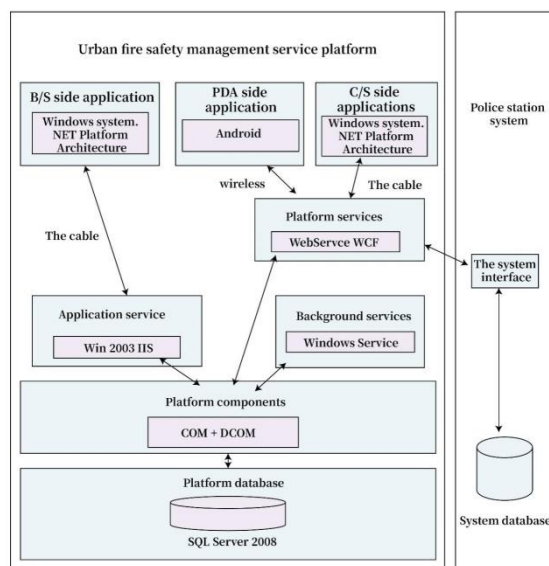 Urban fire safety management service platform
B/S side application
Windows system.
NET Platform
Architecture
PDA side
application
Android
C/S side
applications
Windows system.
NET Platform
Architecture
wireless
The cable
The cable
Platform services
WebServce WCF
Application service
Win 2003 IIS
Background services
Windows Service
Platform components
COM + DCOM
Platform database
SQL Server 2008
Police station
system
The system
interface
System database